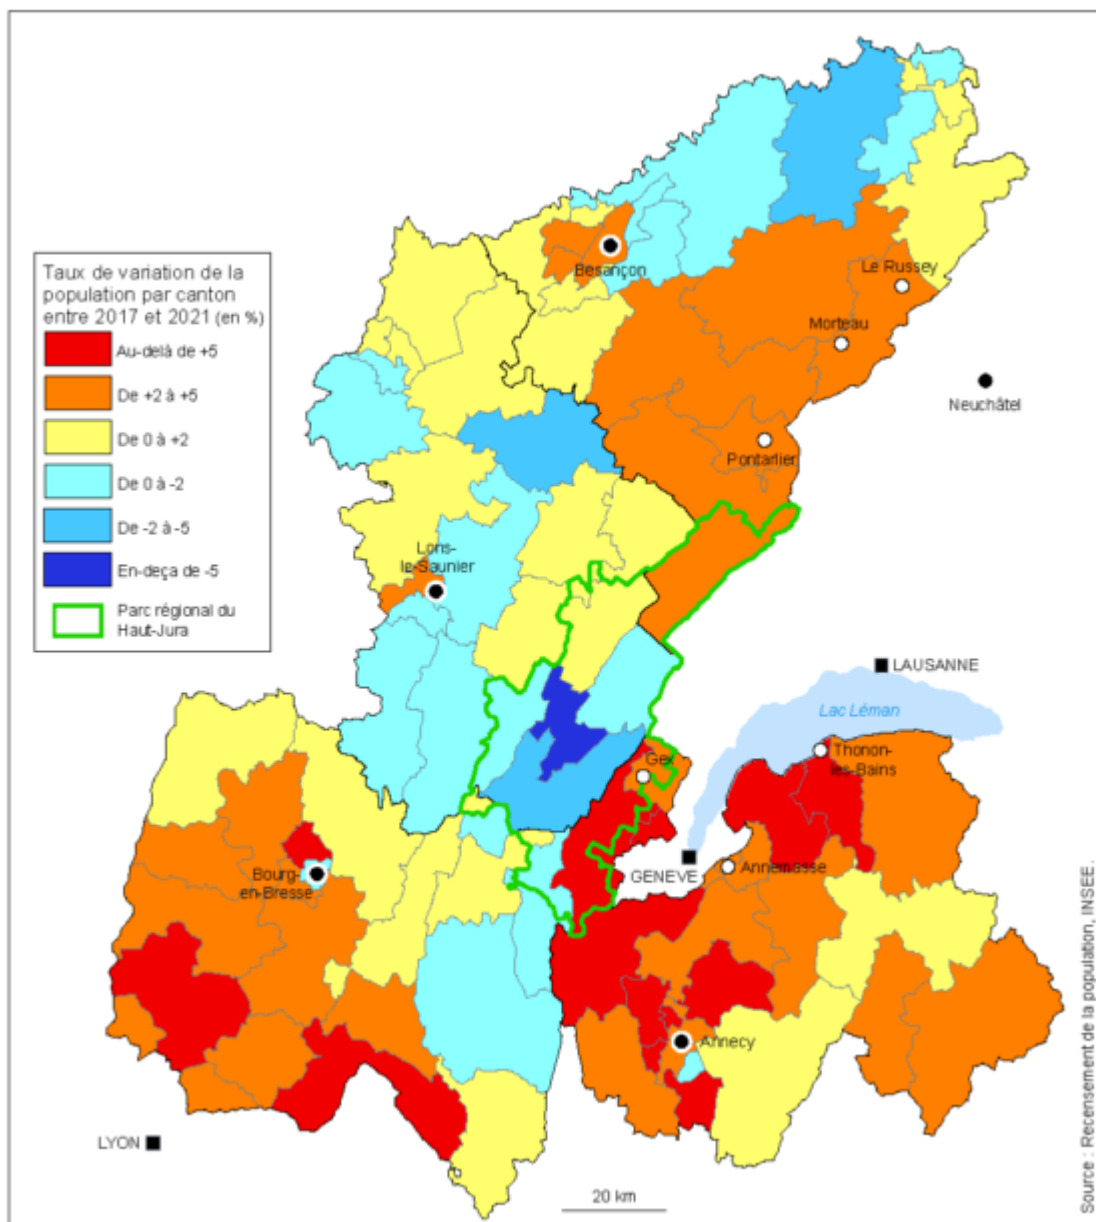 Besançon
Le Russey
Morteau
Neuchâtel
Pontarlier
Taux de variation de la
population par canton
entre 2017 et 2021 (en %)
Au-delà de +5
De +2 à +5
De 0 à +2
De 0 à -2
De -2 à -5
En-deça de -5
Parc régional du
Haut-Jura
Lons-
le-Saunier
LAUSANNE
Lac Léman
Thonon-
les-Bains
Gex
GENEVE
Annemasse
Bourg-
en-Bresse
Annecy
LYON
20 km
Source : Recensement de la population, INSEE.